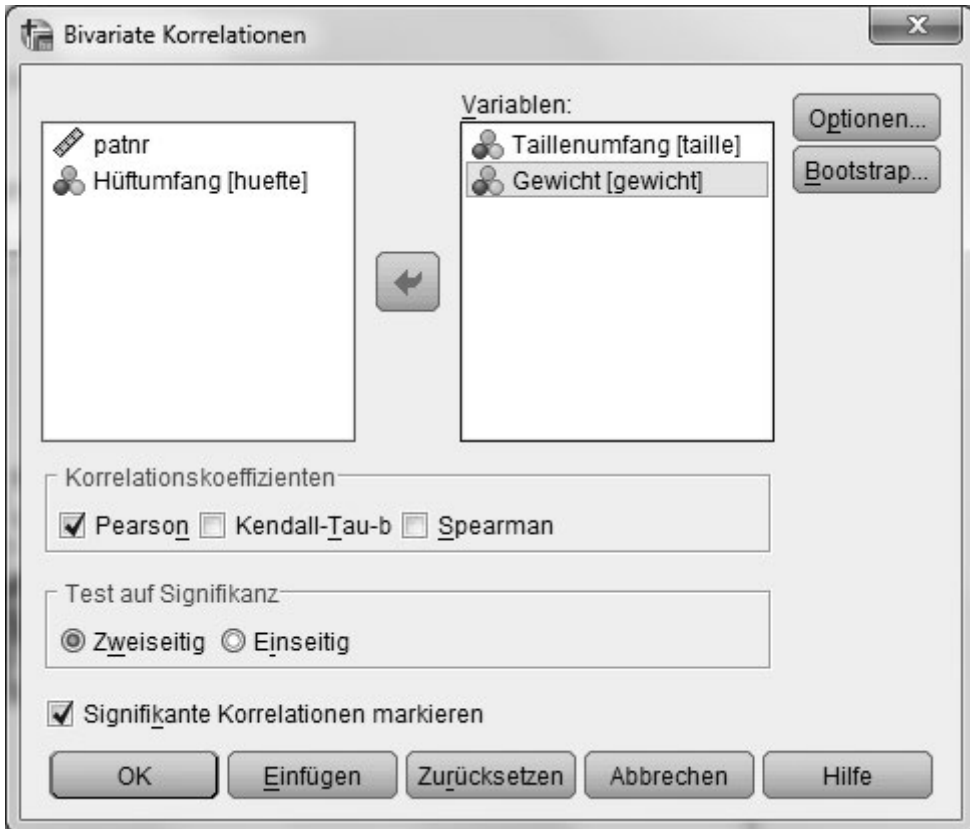 Bivariate Korrelationen
patnr
Hüftumfang [huefte]
Variablen:
Taillenumfang [taille]
Gewicht [gewicht]
Optionen...
Bootstrap...
Korrelationskoeffizienten
Pearson Kendall-Tau-b Spearman
Test auf Signifikanz
Zweiseitig Einseitig
Signifikante Korrelationen markieren
OK Einfügen Zurücksetzen Abbrechen Hilfe